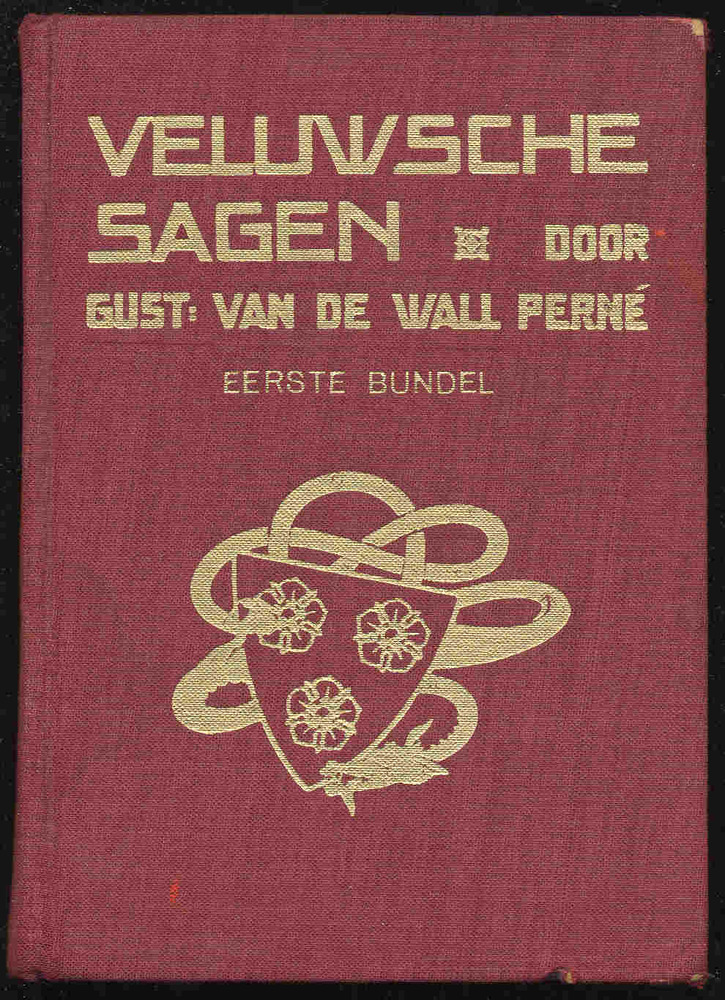 VELUWSCHE
SAGEN DOOR
GUST: VAN DE WALL PERNÉ
EERSTE BUNDEL